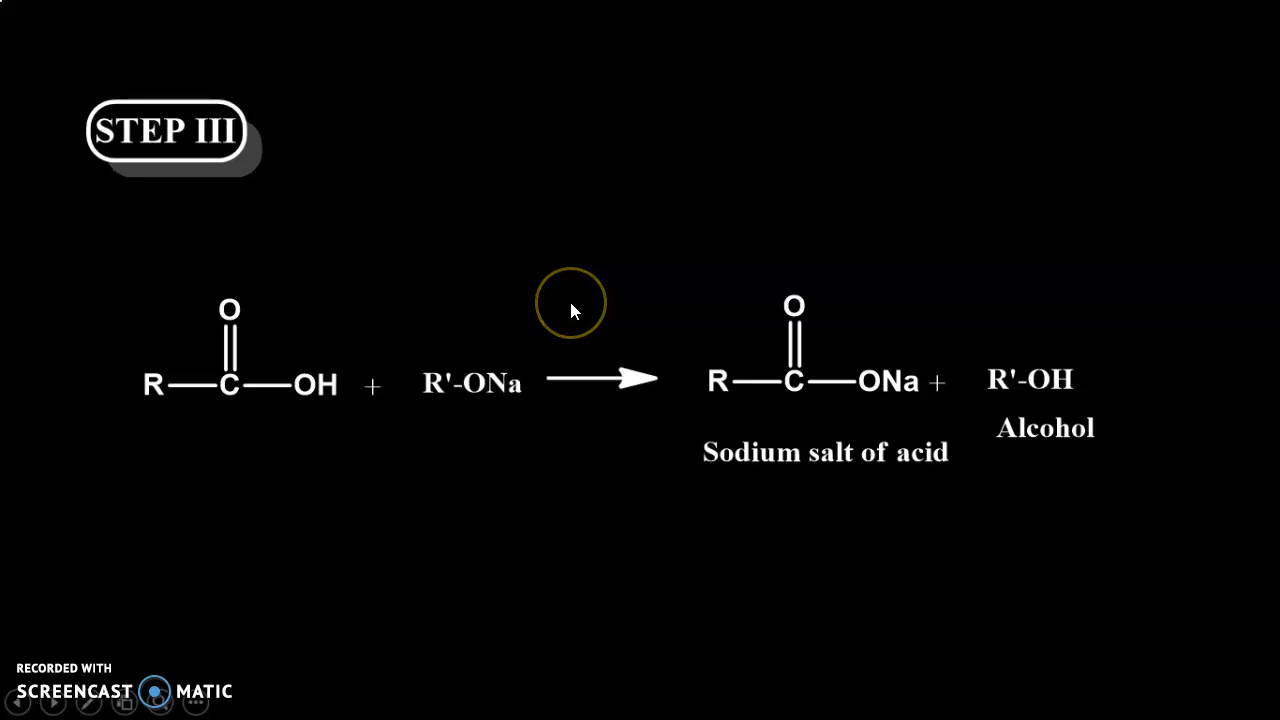 STEP III
O
R—C—OH + R'-ONa
O
R—C—ONa + R'-OH
Sodium salt of acid
Alcohol
RECORDED WITH
SCREENCAST MATIC